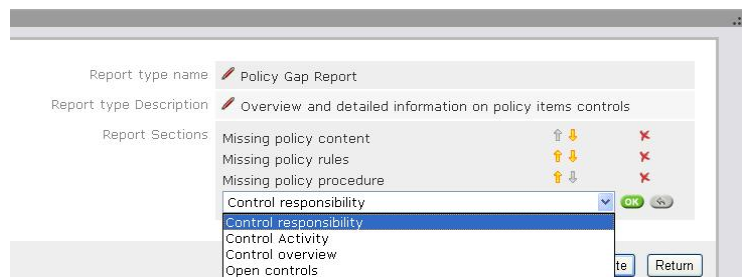 Report type name Policy Gap Report
Report type Description Overview and detailed information on policy items controls
Report Sections Missing policy content
Missing policy rules
Missing policy procedure
Control responsibility OK
Control responsibility
Control Activity
Control overview
Open controls
Return